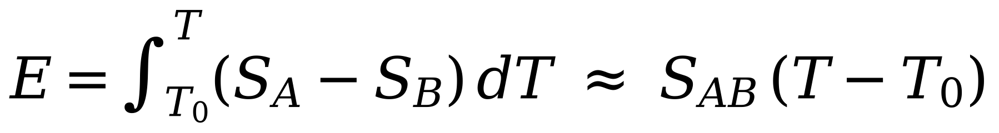 E = ∫_{T_0}^{T} (S_A − S_B) dT ≈ S_{AB} (T − T_0)